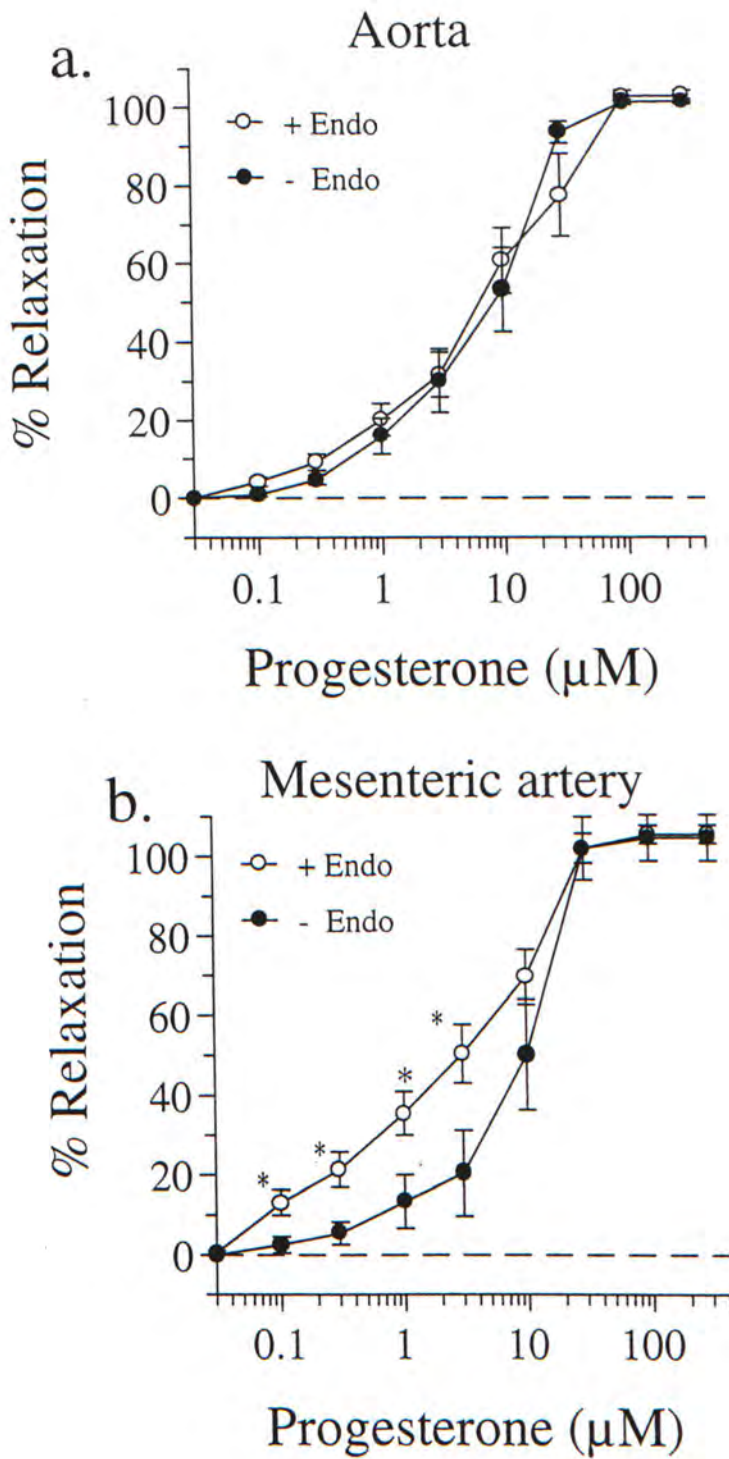 Aorta
a.
100
80
60
40
20
0
+ Endo
- Endo
% Relaxation
0.1 1 10 100
Progesterone (µM)
Mesenteric artery
b.
100
80
60
40
20
0
+ Endo
- Endo
% Relaxation
*
*
*
*
0.1 1 10 100
Progesterone (µM)